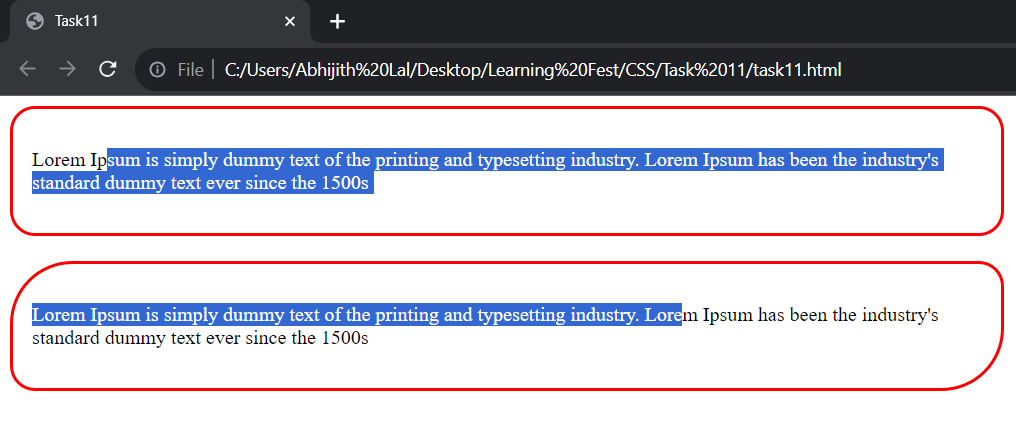 Task11
File C:/Users/Abhijith%20Lal/Desktop/Learning%20Fest/CSS/Task%2011/task11.html
Lorem Ipsum is simply dummy text of the printing and typesetting industry. Lorem Ipsum has been the industry's
standard dummy text ever since the 1500s
Lorem Ipsum is simply dummy text of the printing and typesetting industry. Lorem Ipsum has been the industry's
standard dummy text ever since the 1500s